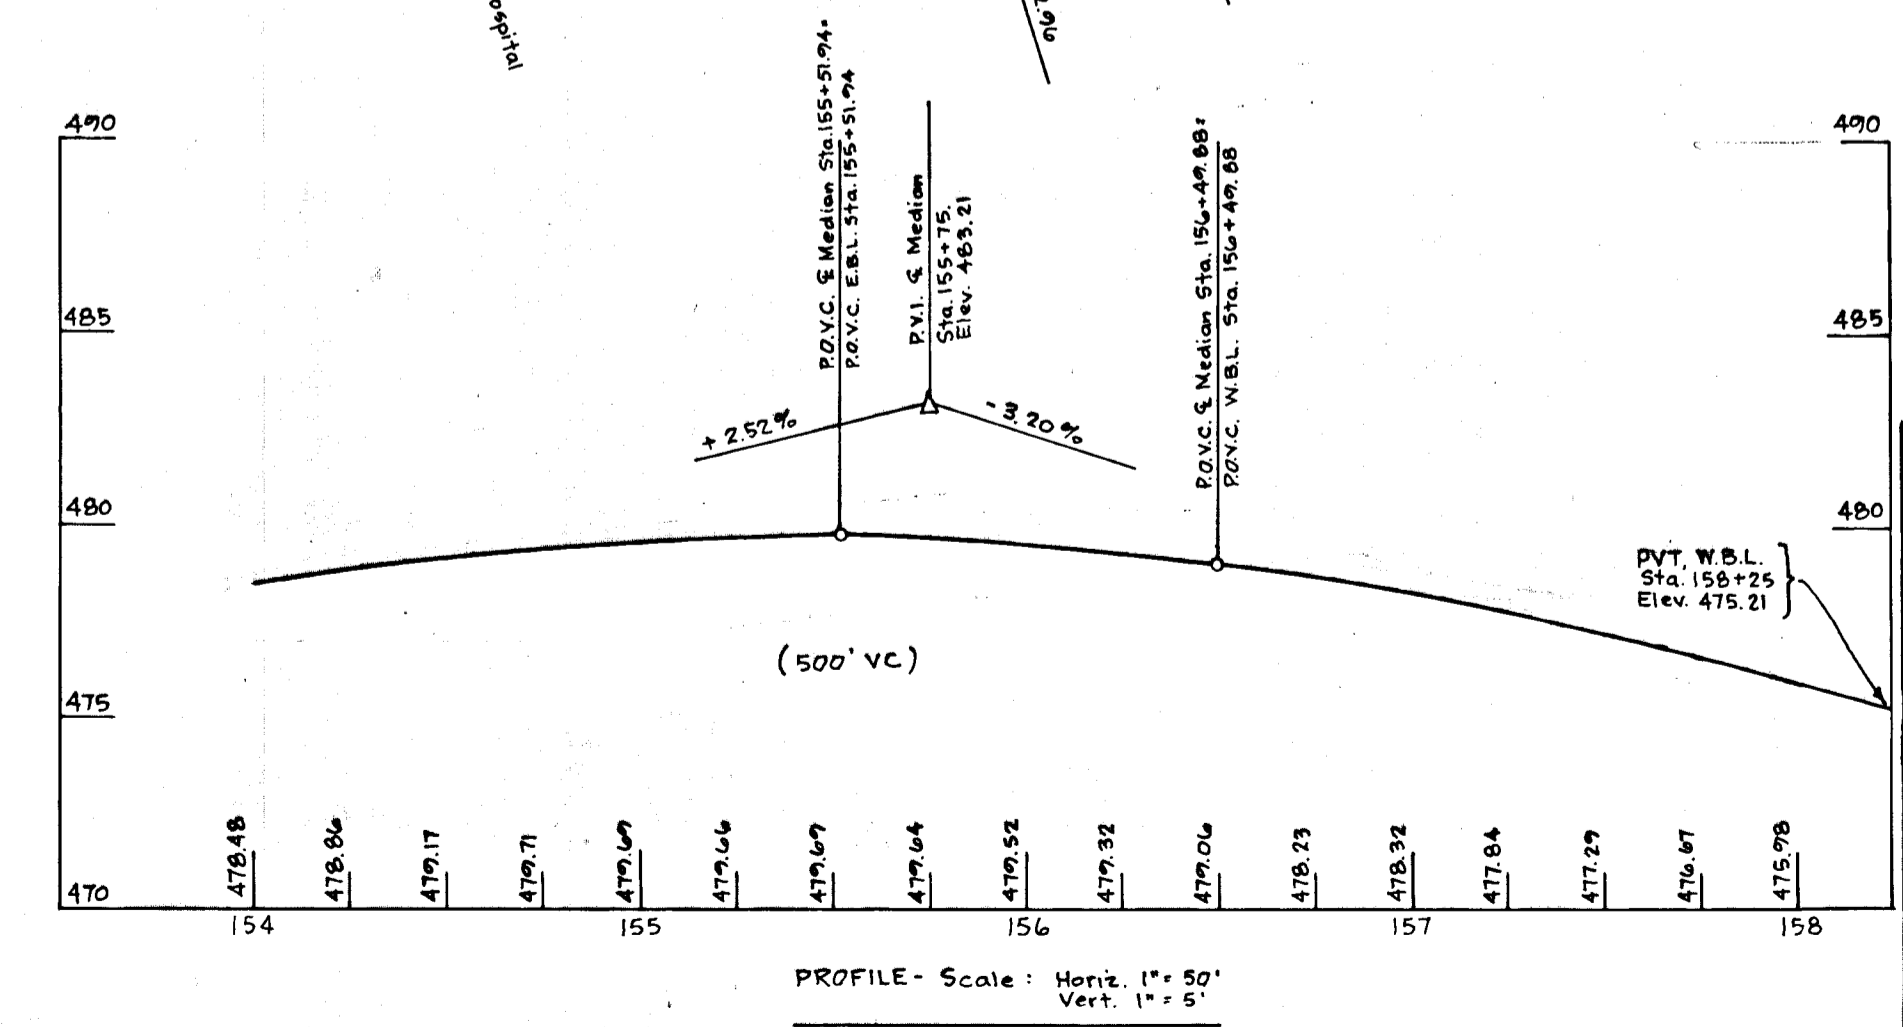 ospital
96.
P.O.V.C. ℄ Median Sta. 155+51.94=
P.O.V.C. E.B.L. Sta. 155+51.94
P.V.I. ℄ Median
Sta. 155+75.
Elev. 483.21
P.O.V.C. ℄ Median Sta. 156+49.88=
P.O.V.C. W.B.L. Sta. 156+49.88
490
490
485
485
+ 2.52%
- 3.20%
480
480
PVT, W.B.L.
Sta. 158+25
Elev. 475.21
(500' VC)
475
478.48
478.86
479.17
479.71
479.69
479.66
479.69
479.64
479.52
479.32
479.06
478.23
478.32
477.84
477.29
476.67
475.98
470
154
155
156
157
158
PROFILE - Scale: Horiz. 1" = 50'
Vert. 1" = 5'